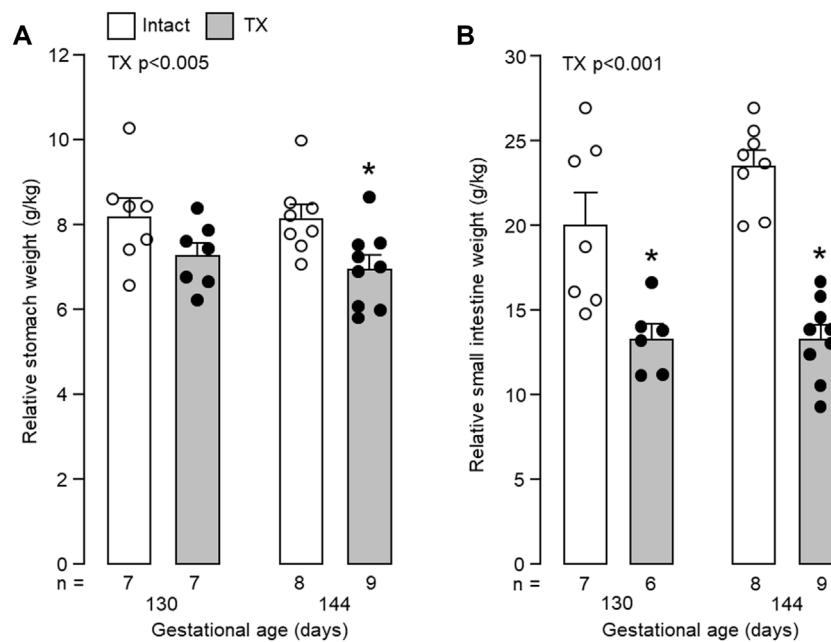 Intact TX
A
TX p<0.005
Relative stomach weight (g/kg)
12
10
8
6
4
2
0
*
n = 7 7 8 9
130 144
Gestational age (days)
B
TX p<0.001
Relative small intestine weight (g/kg)
30
25
20
15
10
5
0
*
*
n = 7 6 8 9
130 144
Gestational age (days)